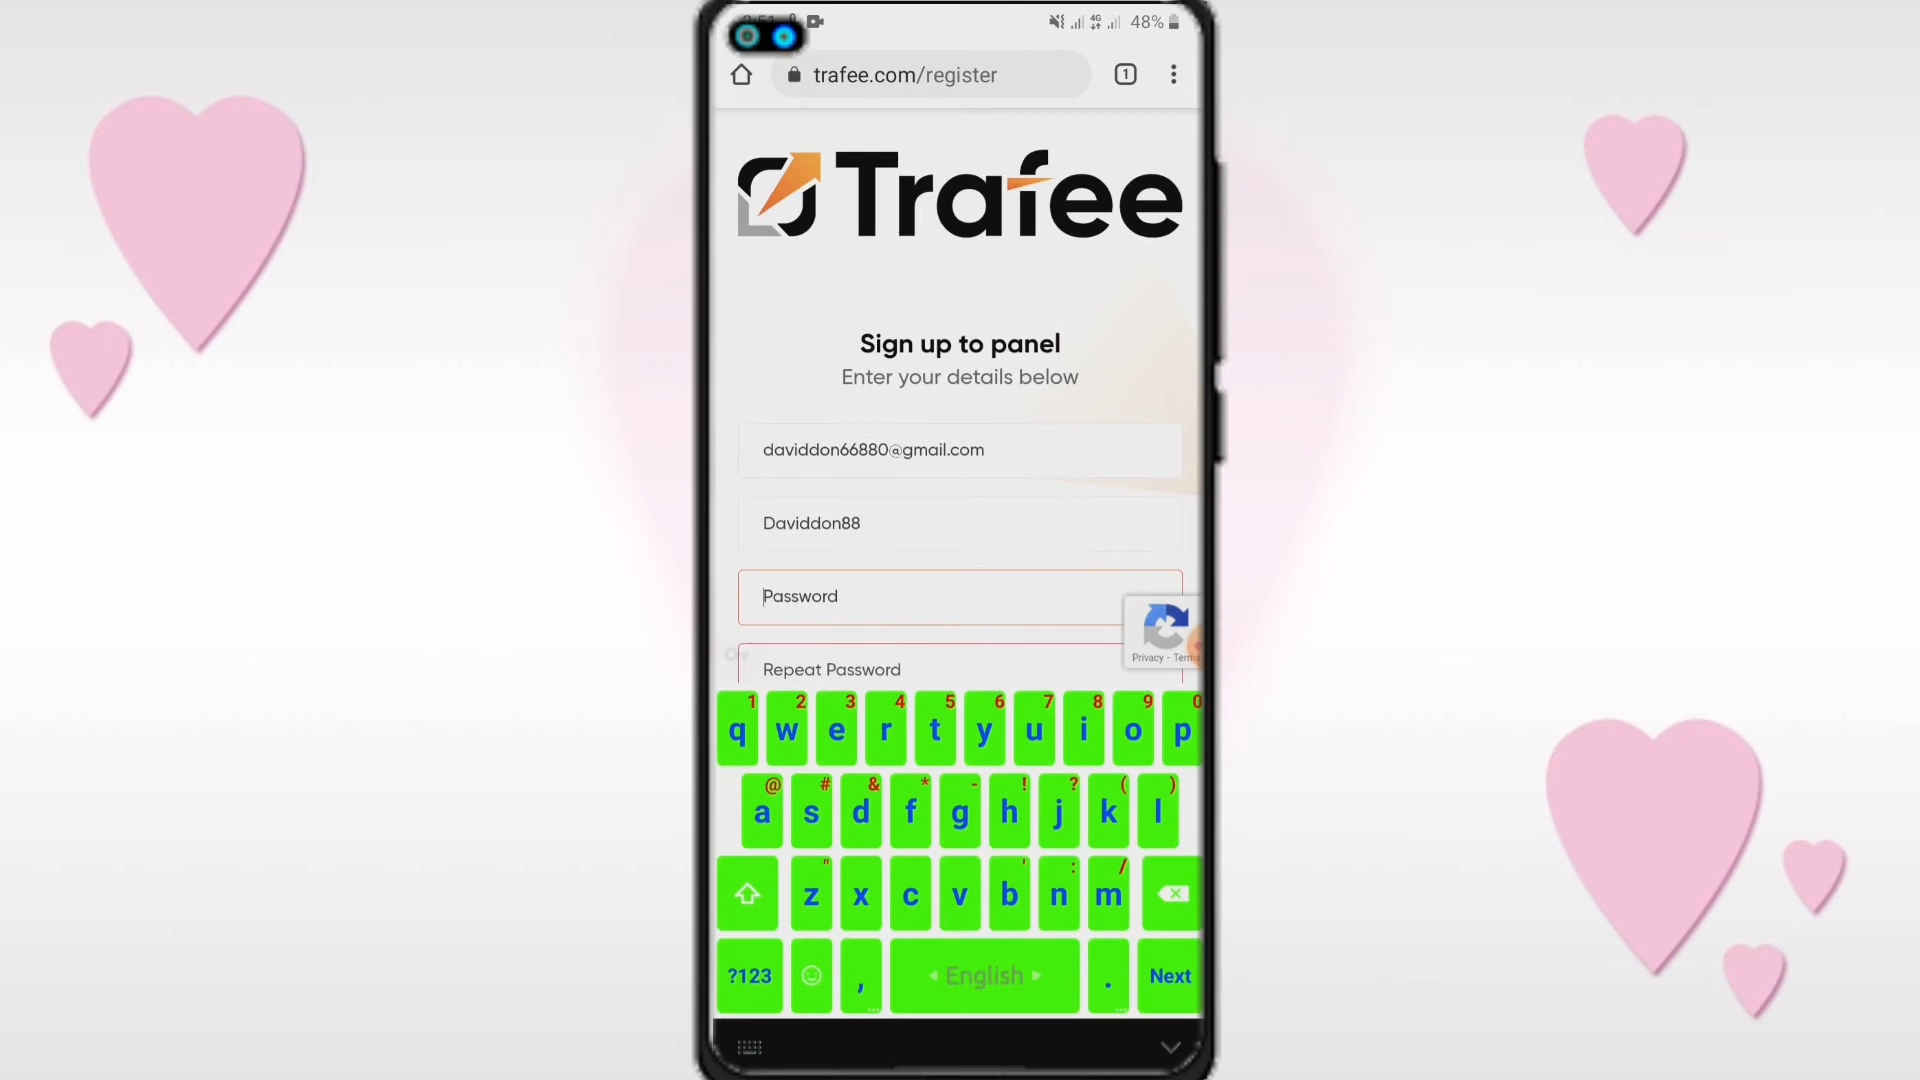 48%
trafee.com/register
1
Trafee
Sign up to panel
Enter your details below
daviddon66880@gmail.com
Daviddon88
Password
Repeat Password
Privacy - Terms
1 2 3 4 5 6 7 8 9 0
q w e r t y u i o p
@ # & * - ! ? ( )
a s d f g h j k l
" ' : /
z x c v b n m
?123 , English . Next